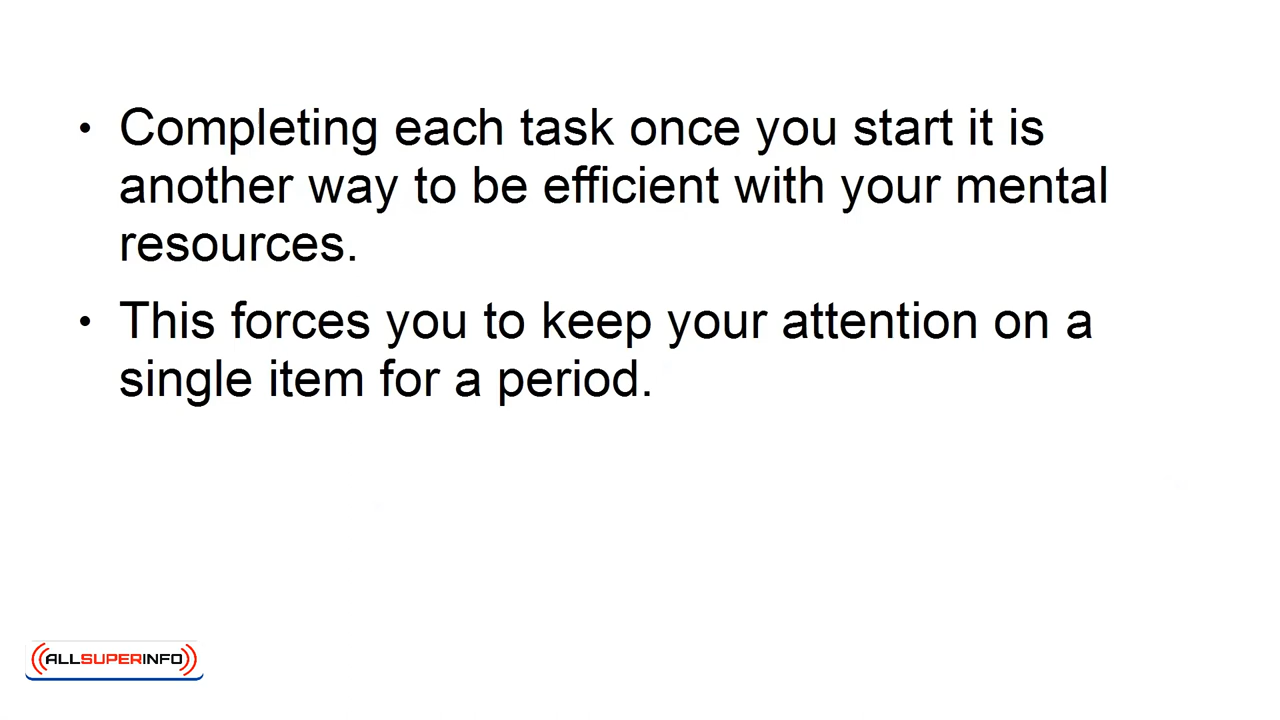 • Completing each task once you start it is
another way to be efficient with your mental
resources.
• This forces you to keep your attention on a
single item for a period.
ALLSUPERINFO